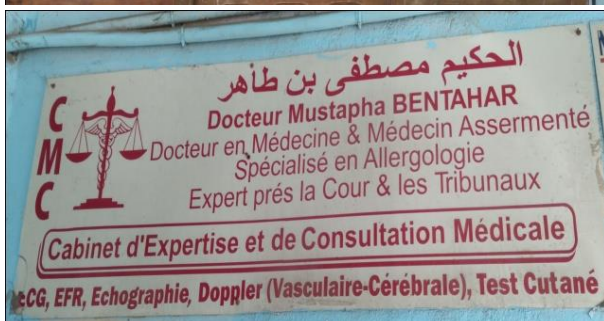 الحكيم مصطفى بن طاهر
Docteur Mustapha BENTAHAR
Docteur en Médecine & Médecin Assermenté
Spécialisé en Allergologie
Expert prés la Cour & les Tribunaux
CMC
Cabinet d'Expertise et de Consultation Médicale
ECG, EFR, Echographie, Doppler (Vasculaire-Cérébrale), Test Cutané